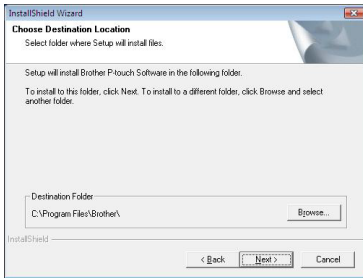 InstallShield Wizard
Choose Destination Location
Select folder where Setup will install files.
Setup will install Brother P-touch Software in the following folder.
To install to this folder, click Next. To install to a different folder, click Browse and select
another folder.
Destination Folder
C:\Program Files\Brother\
Browse...
InstallShield
< Back
Next >
Cancel